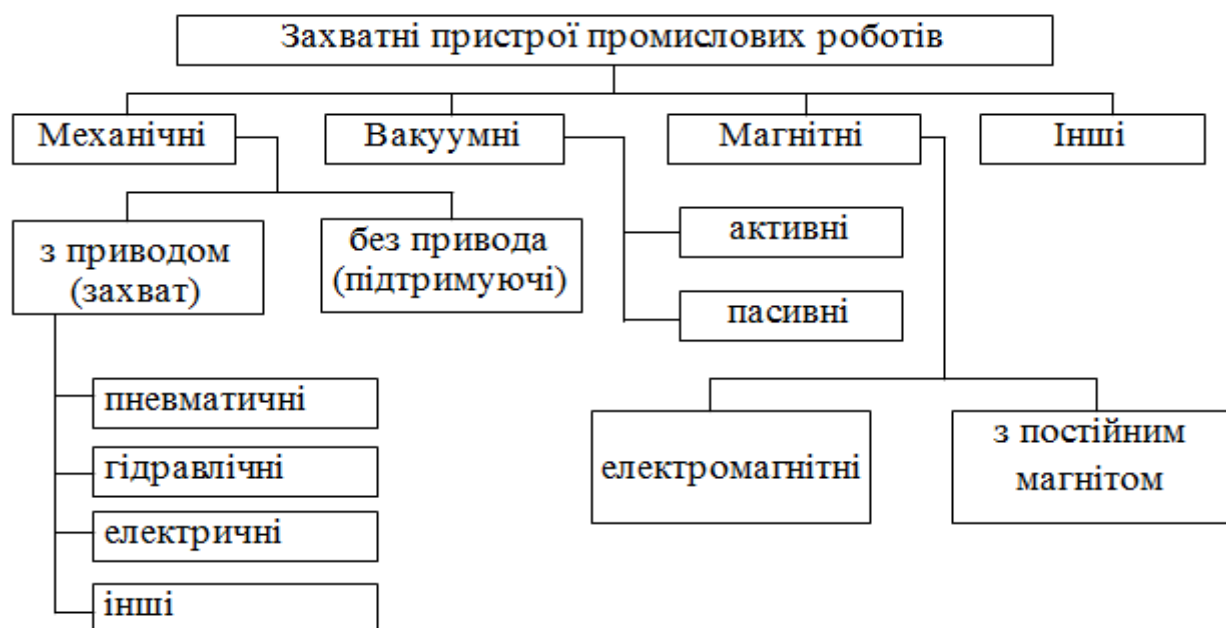 Захватні пристрої промислових роботів
Механічні
Вакуумні
Магнітні
Інші
з приводом
(захват)
без привода
(підтримуючі)
активні
пасивні
пневматичні
гідравлічні
електричні
інші
електромагнітні
з постійним
магнітом